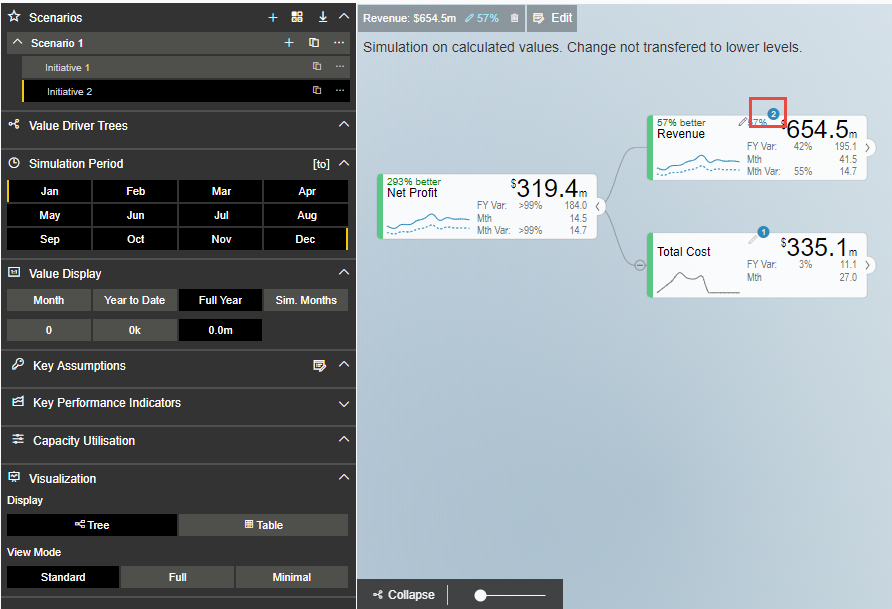 Scenarios
Scenario 1
Initiative 1
Initiative 2
Value Driver Trees
Simulation Period [to]
Jan Feb Mar Apr
May Jun Jul Aug
Sep Oct Nov Dec
Value Display
Month Year to Date Full Year Sim. Months
0 0k 0.0m
Key Assumptions
Key Performance Indicators
Capacity Utilisation
Visualization
Display
Tree Table
View Mode
Standard Full Minimal
Revenue: $654.5m 57% Edit
Simulation on calculated values. Change not transfered to lower levels.
293% better
Net Profit $319.4m
FY Var: >99% 184.0
Mth 14.5
Mth Var: >99% 14.7
2
57% better 57%
Revenue $654.5m
FY Var: 42% 195.1
Mth 41.5
Mth Var: 55% 14.7
1
Total Cost $335.1m
FY Var: 3% 11.1
Mth 27.0
Collapse